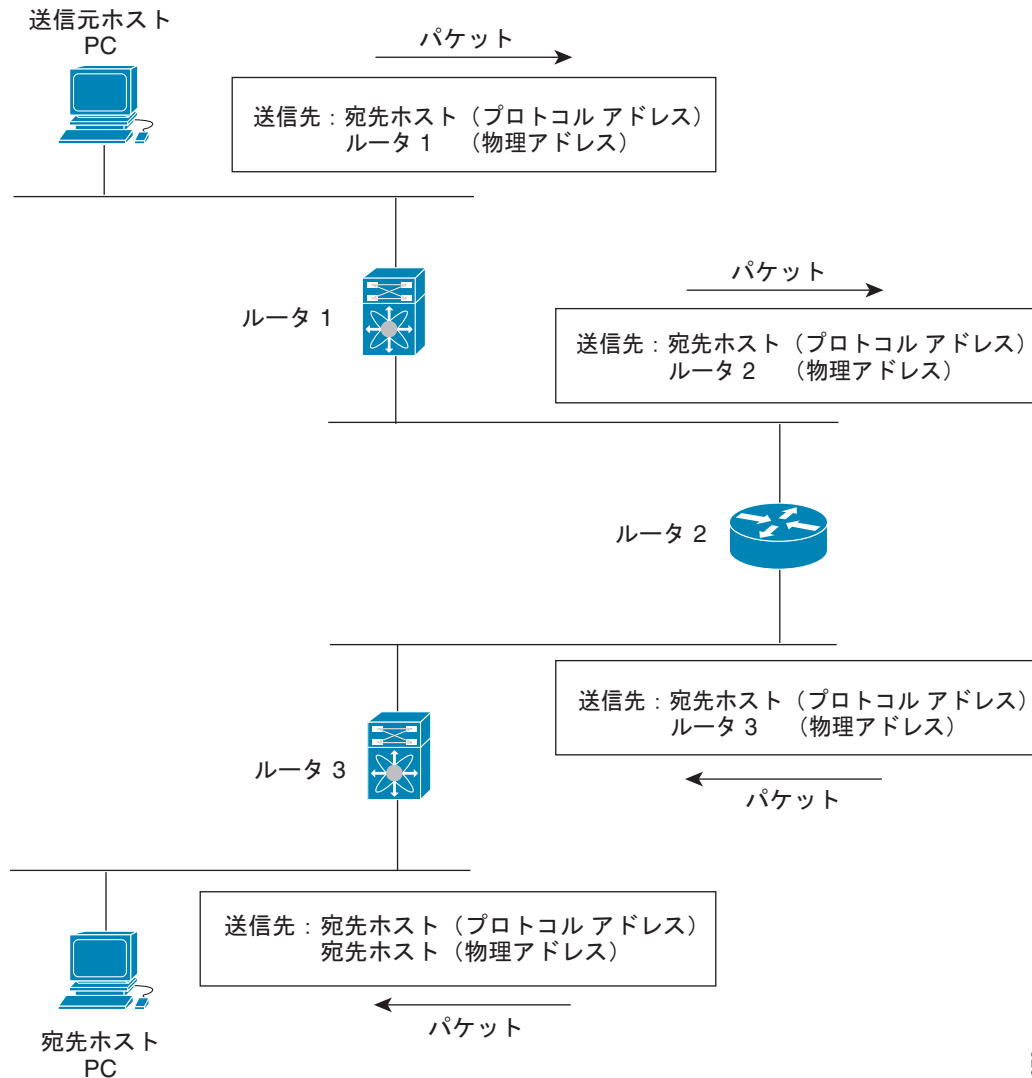 送信元ホスト
PC
パケット
送信先：宛先ホスト（プロトコル アドレス）
ルータ 1 （物理アドレス）
ルータ 1
パケット
送信先：宛先ホスト（プロトコル アドレス）
ルータ 2 （物理アドレス）
ルータ 2
送信先：宛先ホスト（プロトコル アドレス）
ルータ 3 （物理アドレス）
ルータ 3
パケット
送信先：宛先ホスト（プロトコル アドレス）
宛先ホスト（物理アドレス）
パケット
宛先ホスト
PC